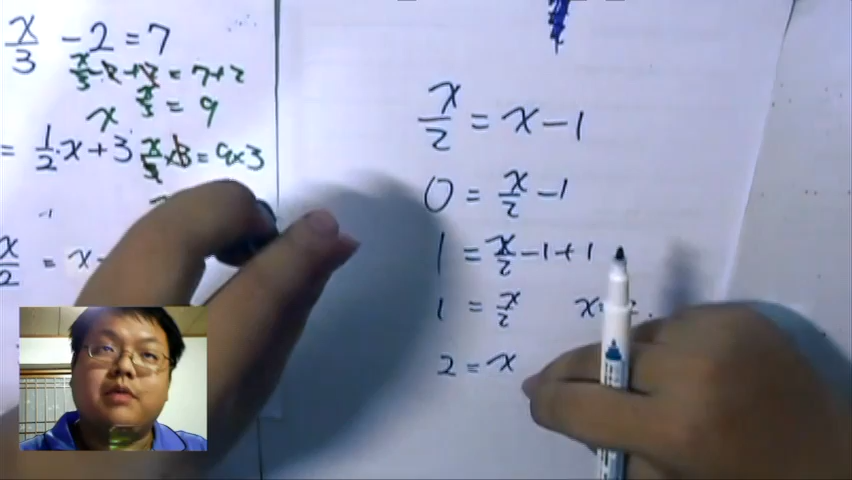 x/3 - 2 = 7
x/3 - 2 + 2 = 7+2
x/3 = 9
x
= 1/2·x + 3
x/3 × 3 = 9×3
x/2 = x -
x/2 = x - 1
0 = x/2 - 1
1 = x/2 - 1 + 1
1 = x/2
2 = x